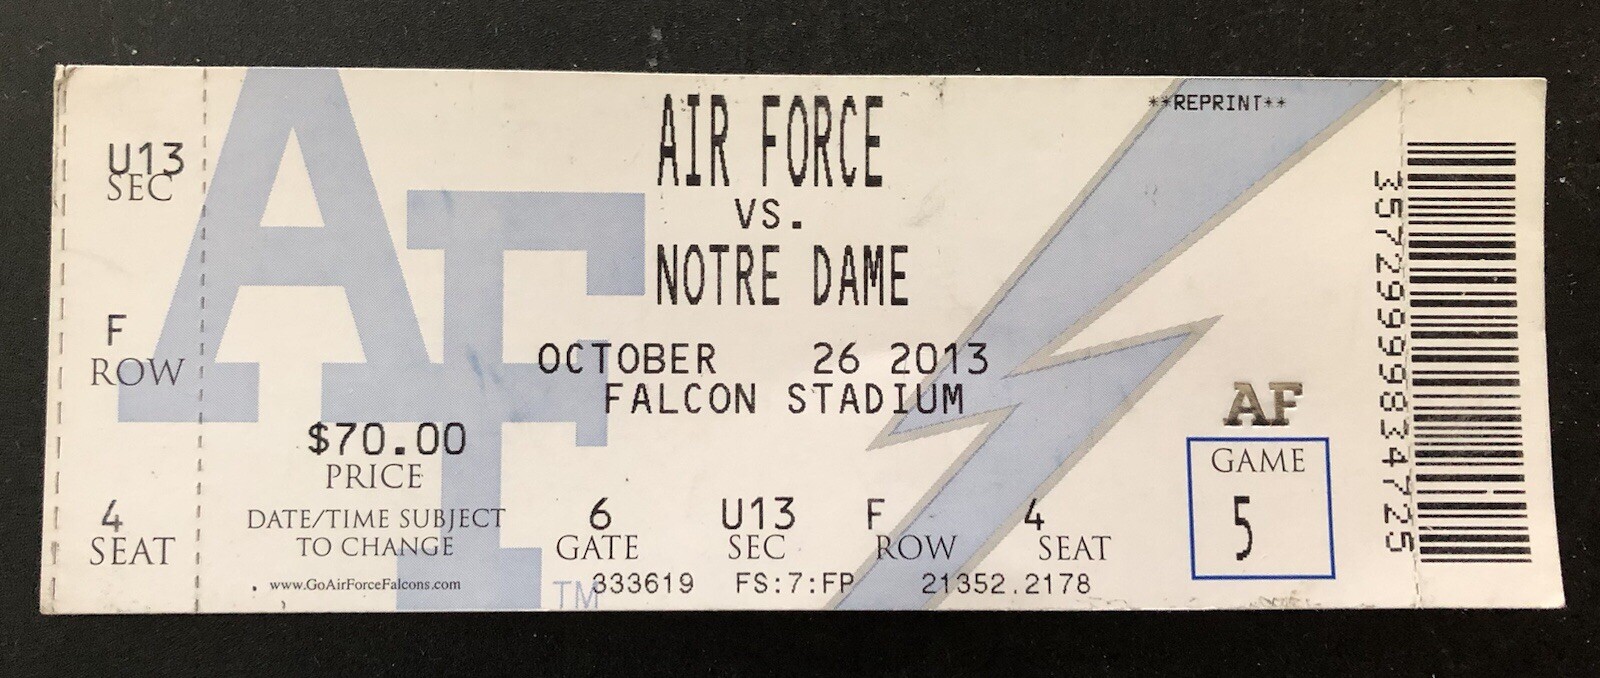 U13
SEC
F
ROW
4
SEAT
AF
TM
**REPRINT**
AIR FORCE
VS.
NOTRE DAME
OCTOBER 26 2013
FALCON STADIUM
$70.00
PRICE
DATE/TIME SUBJECT
TO CHANGE
www.GoAirForceFalcons.com
6 U13 F 4
GATE SEC ROW SEAT
333619 FS:7:FP 21352.2178
AF
GAME
5